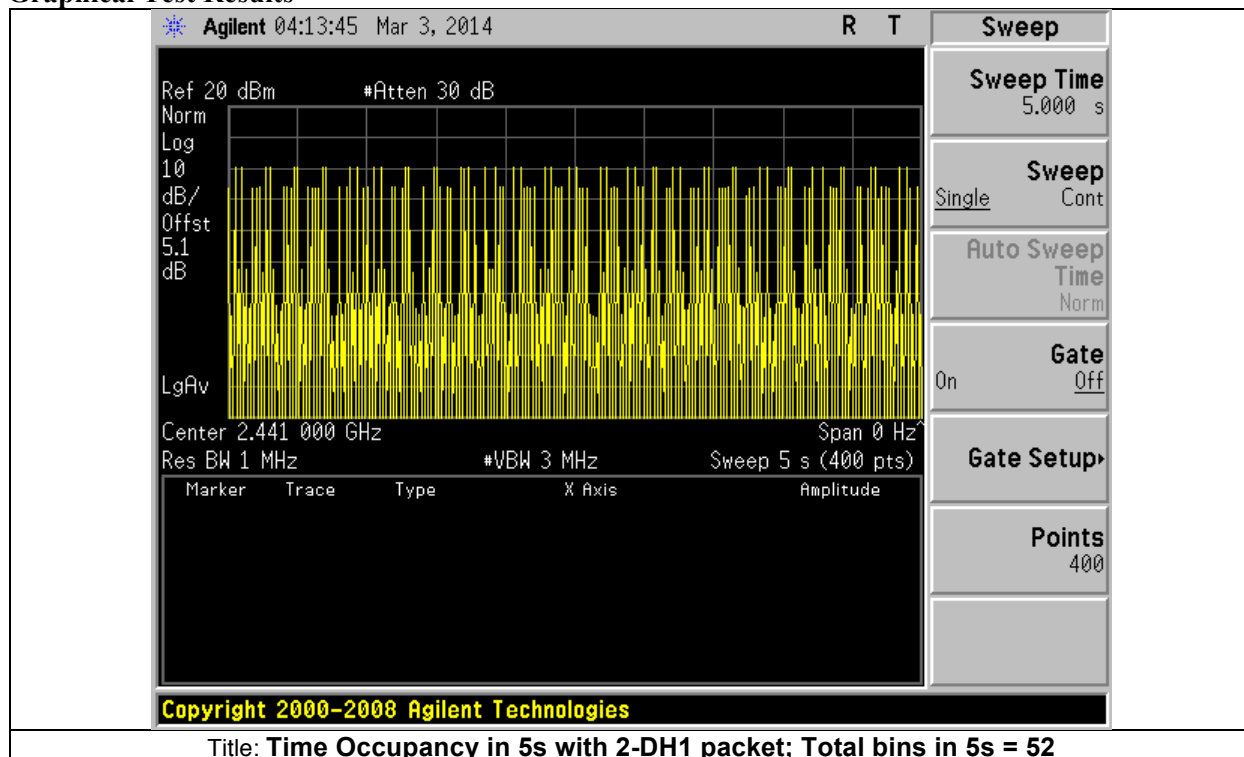 Agilent 04:13:45 Mar 3, 2014 R T
Ref 20 dBm #Atten 30 dB
Norm
Log
10
dB/
Offst
5.1
dB
LgAv
Center 2.441 000 GHz Span 0 Hz^
Res BW 1 MHz #VBW 3 MHz Sweep 5 s (400 pts)
Marker Trace Type X Axis Amplitude
Copyright 2000-2008 Agilent Technologies
Sweep
Sweep Time
5.000 s
Sweep
Single Cont
Auto Sweep
Time
Norm
Gate
On Off
Gate Setup▸
Points
400
Title: Time Occupancy in 5s with 2-DH1 packet; Total bins in 5s = 52